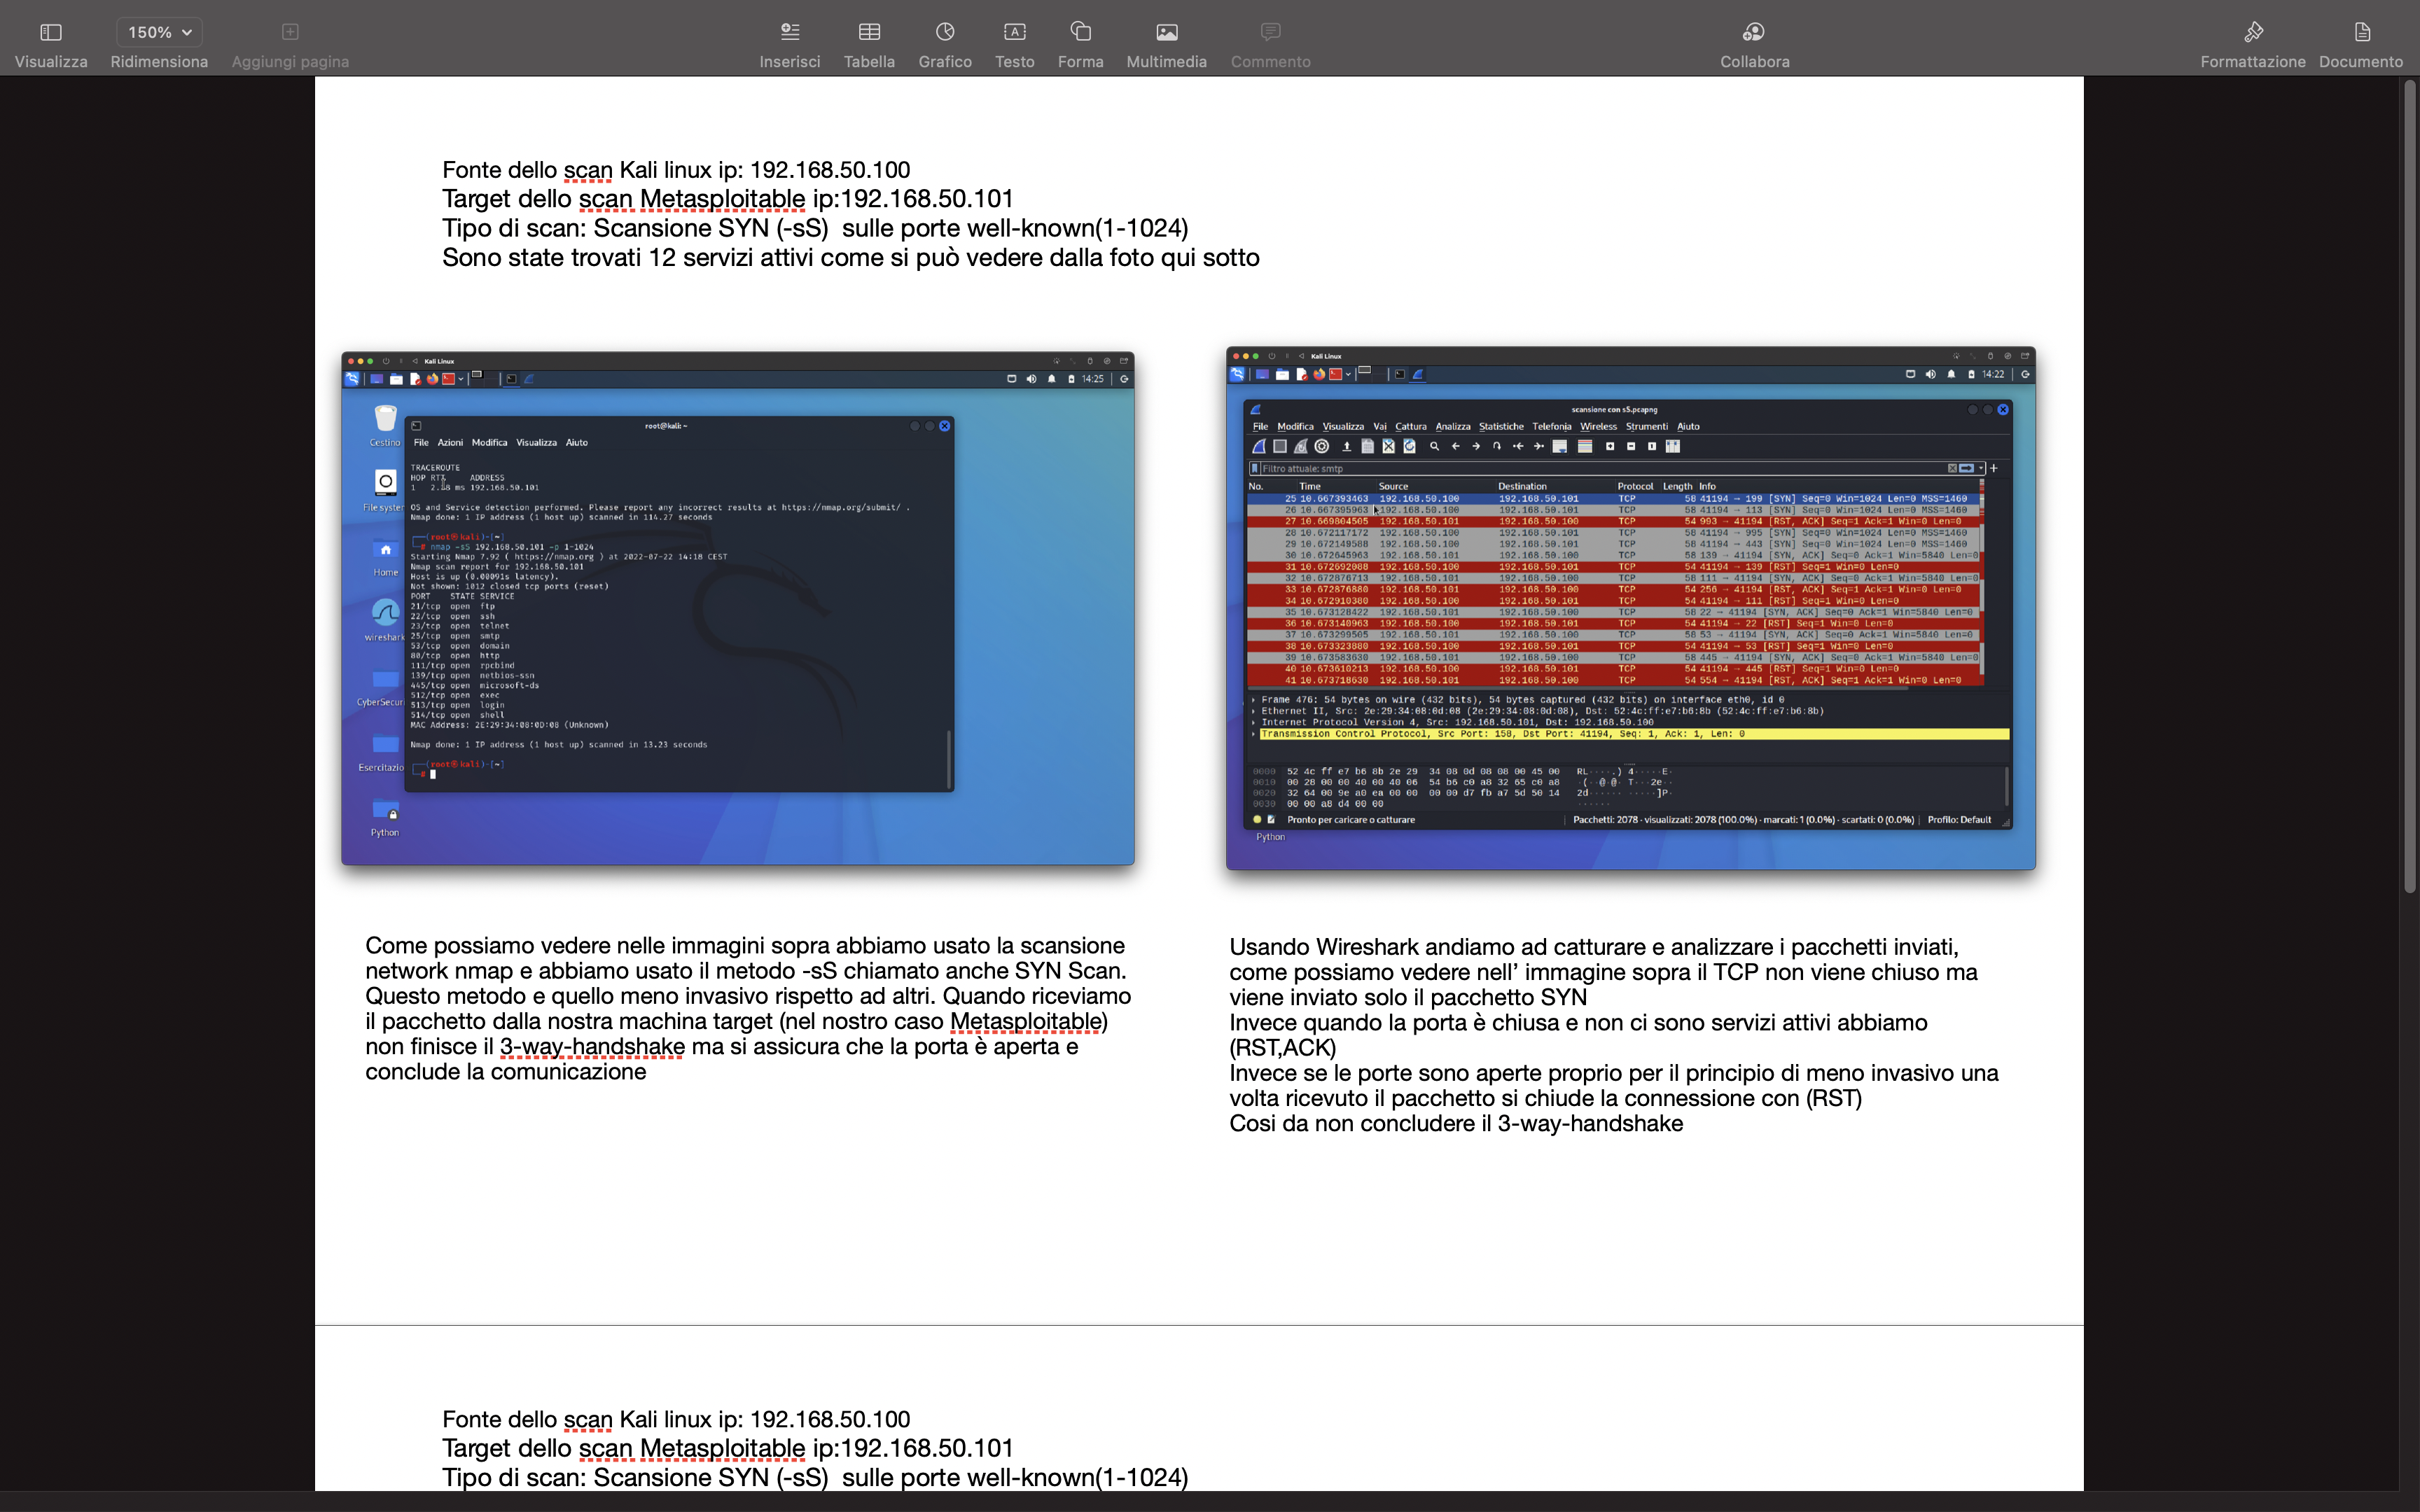 Visualizza
150%
Ridimensiona
Aggiungi pagina
Inserisci
Tabella
Grafico
Testo
Forma
Multimedia
Commento
Collabora
Formattazione
Documento
Fonte dello scan Kali linux ip: 192.168.50.100
Target dello scan Metasploitable ip:192.168.50.101
Tipo di scan: Scansione SYN (-sS)  sulle porte well-known(1-1024)
Sono state trovati 12 servizi attivi come si può vedere dalla foto qui sotto
Kali Linux
14:25
Cestino
File system
Home
wireshark
CyberSecuri
Esercitazio
Python
root@kali: ~
File Azioni Modifica Visualizza Aiuto
TRACEROUTE
HOP RTT ADDRESS
1 2.88 ms 192.168.50.101
OS and Service detection performed. Please report any incorrect results at https://nmap.org/submit/ .
Nmap done: 1 IP address (1 host up) scanned in 114.27 seconds
(root@kali)-[~]
# nmap -sS 192.168.50.101 -p 1-1024
Starting Nmap 7.92 ( https://nmap.org ) at 2022-07-22 14:18 CEST
Nmap scan report for 192.168.50.101
Host is up (0.00091s latency).
Not shown: 1012 closed tcp ports (reset)
PORT STATE SERVICE
21/tcp open ftp
22/tcp open ssh
23/tcp open telnet
25/tcp open smtp
53/tcp open domain
80/tcp open http
111/tcp open rpcbind
139/tcp open netbios-ssn
445/tcp open microsoft-ds
512/tcp open exec
513/tcp open login
514/tcp open shell
MAC Address: 2E:29:34:08:0D:08 (Unknown)
Nmap done: 1 IP address (1 host up) scanned in 13.23 seconds
(root@kali)-[~]
#
Kali Linux
14:22
scansione con sS.pcapng
File Modifica Visualizza Vai Cattura Analizza Statistiche Telefonia Wireless Strumenti Aiuto
Filtro attuale: smtp
No. Time Source Destination Protocol Length Info
25 10.667393463 192.168.50.100 192.168.50.101 TCP 58 41194 → 199 [SYN] Seq=0 Win=1024 Len=0 MSS=1460
26 10.667395963 192.168.50.100 192.168.50.101 TCP 58 41194 → 113 [SYN] Seq=0 Win=1024 Len=0 MSS=1460
27 10.669804505 192.168.50.101 192.168.50.100 TCP 54 993 → 41194 [RST, ACK] Seq=1 Ack=1 Win=0 Len=0
28 10.672117172 192.168.50.100 192.168.50.101 TCP 58 41194 → 995 [SYN] Seq=0 Win=1024 Len=0 MSS=1460
29 10.672149588 192.168.50.100 192.168.50.101 TCP 58 41194 → 443 [SYN] Seq=0 Win=1024 Len=0 MSS=1460
30 10.672645963 192.168.50.101 192.168.50.100 TCP 58 139 → 41194 [SYN, ACK] Seq=0 Ack=1 Win=5840 Len=0
31 10.672692088 192.168.50.100 192.168.50.101 TCP 54 41194 → 139 [RST] Seq=1 Win=0 Len=0
32 10.672876713 192.168.50.101 192.168.50.100 TCP 58 111 → 41194 [SYN, ACK] Seq=0 Ack=1 Win=5840 Len=0
33 10.672876880 192.168.50.101 192.168.50.100 TCP 54 256 → 41194 [RST, ACK] Seq=1 Ack=1 Win=0 Len=0
34 10.672910380 192.168.50.100 192.168.50.101 TCP 54 41194 → 111 [RST] Seq=1 Win=0 Len=0
35 10.673128422 192.168.50.101 192.168.50.100 TCP 58 22 → 41194 [SYN, ACK] Seq=0 Ack=1 Win=5840 Len=0
36 10.673140963 192.168.50.100 192.168.50.101 TCP 54 41194 → 22 [RST] Seq=1 Win=0 Len=0
37 10.673299505 192.168.50.101 192.168.50.100 TCP 58 53 → 41194 [SYN, ACK] Seq=0 Ack=1 Win=5840 Len=0
38 10.673323880 192.168.50.100 192.168.50.101 TCP 54 41194 → 53 [RST] Seq=1 Win=0 Len=0
39 10.673583630 192.168.50.101 192.168.50.100 TCP 58 445 → 41194 [SYN, ACK] Seq=0 Ack=1 Win=5840 Len=0
40 10.673610213 192.168.50.100 192.168.50.101 TCP 54 41194 → 445 [RST] Seq=1 Win=0 Len=0
41 10.673718630 192.168.50.101 192.168.50.100 TCP 54 554 → 41194 [RST, ACK] Seq=1 Ack=1 Win=0 Len=0
Frame 476: 54 bytes on wire (432 bits), 54 bytes captured (432 bits) on interface eth0, id 0
Ethernet II, Src: 2e:29:34:08:0d:08 (2e:29:34:08:0d:08), Dst: 52:4c:ff:e7:b6:8b (52:4c:ff:e7:b6:8b)
Internet Protocol Version 4, Src: 192.168.50.101, Dst: 192.168.50.100
Transmission Control Protocol, Src Port: 158, Dst Port: 41194, Seq: 1, Ack: 1, Len: 0
0000 52 4c ff e7 b6 8b 2e 29 34 08 0d 08 08 00 45 00 RL·····.) 4·····E·
0010 00 28 00 00 40 00 40 06 54 b6 c0 a8 32 65 c0 a8 ·(··@·@· T···2e··
0020 32 64 00 9e a0 ea 00 00 00 00 d7 fb a7 5d 50 14 2d······ ·····]P·
0030 00 00 a8 d4 00 00 ······
Pronto per caricare o catturare
Pacchetti: 2078 · visualizzati: 2078 (100.0%) · marcati: 1 (0.0%) · scartati: 0 (0.0%)
Profilo: Default
Python
Come possiamo vedere nelle immagini sopra abbiamo usato la scansione
network nmap e abbiamo usato il metodo -sS chiamato anche SYN Scan.
Questo metodo e quello meno invasivo rispetto ad altri. Quando riceviamo
il pacchetto dalla nostra machina target (nel nostro caso Metasploitable)
non finisce il 3-way-handshake ma si assicura che la porta è aperta e
conclude la comunicazione
Usando Wireshark andiamo ad catturare e analizzare i pacchetti inviati,
come possiamo vedere nell’ immagine sopra il TCP non viene chiuso ma
viene inviato solo il pacchetto SYN
Invece quando la porta è chiusa e non ci sono servizi attivi abbiamo
(RST,ACK)
Invece se le porte sono aperte proprio per il principio di meno invasivo una
volta ricevuto il pacchetto si chiude la connessione con (RST)
Cosi da non concludere il 3-way-handshake
Fonte dello scan Kali linux ip: 192.168.50.100
Target dello scan Metasploitable ip:192.168.50.101
Tipo di scan: Scansione SYN (-sS)  sulle porte well-known(1-1024)